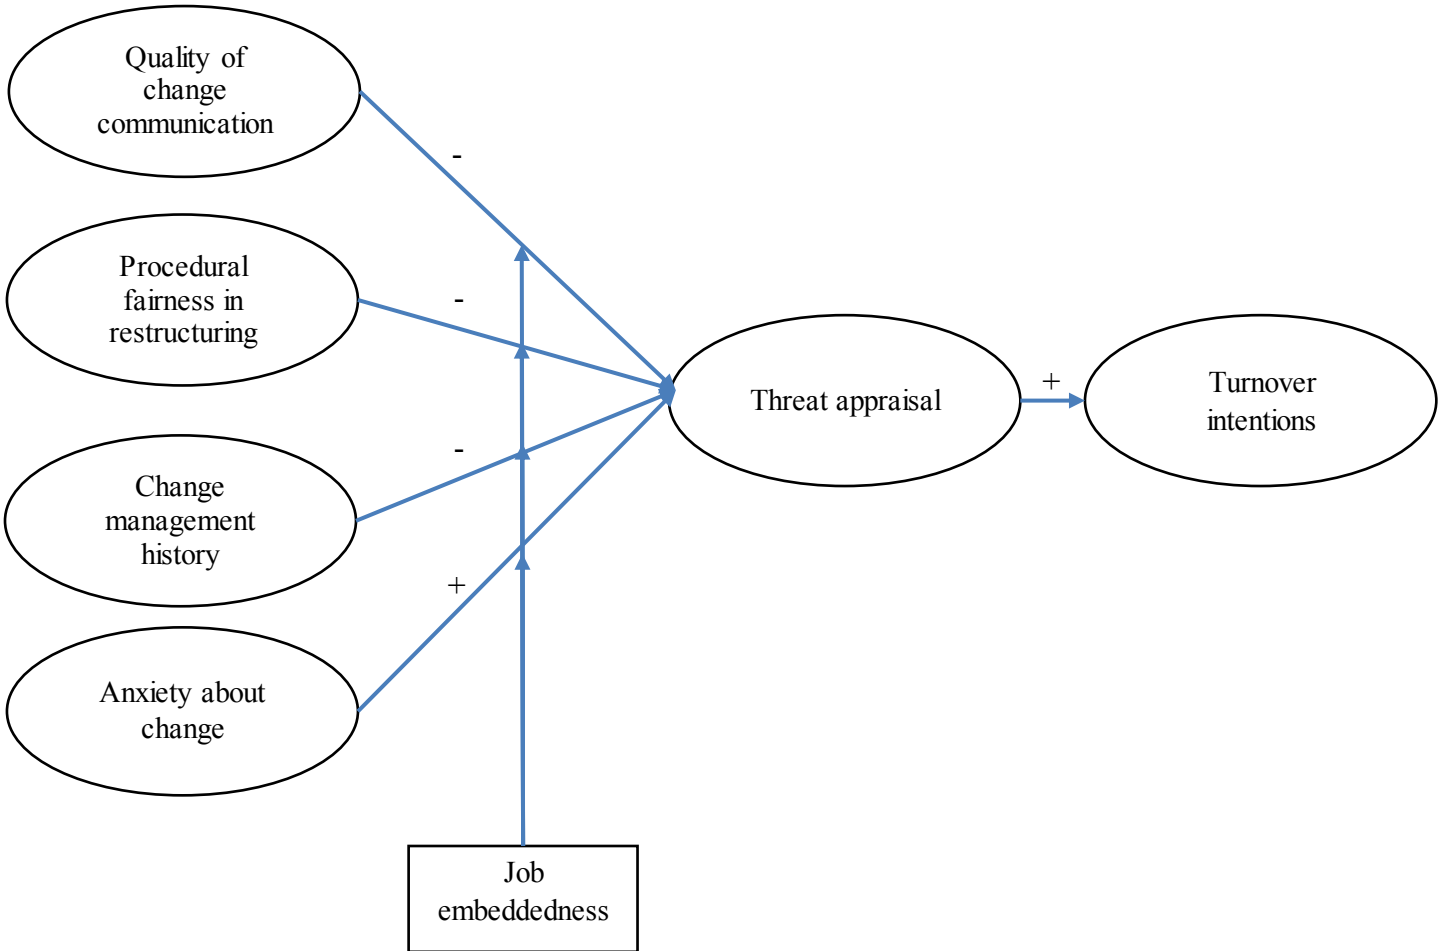 Quality of
change
communication
-
Procedural
fairness in
restructuring
-
Change
management
history
-
Anxiety about
change
+
Job
embeddedness
Threat appraisal
+
Turnover
intentions